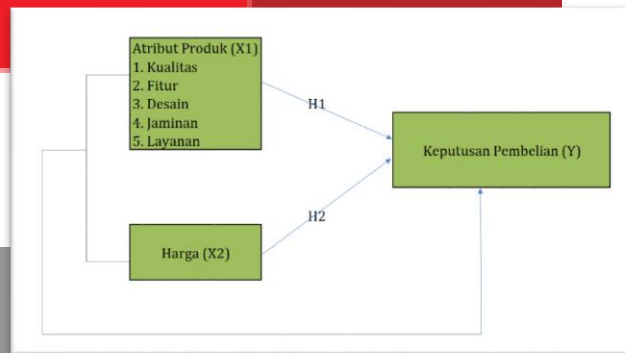 Atribut Produk (X1)
1. Kualitas
2. Fitur
3. Desain
4. Jaminan
5. Layanan
H1
Keputusan Pembelian (Y)
H2
Harga (X2)